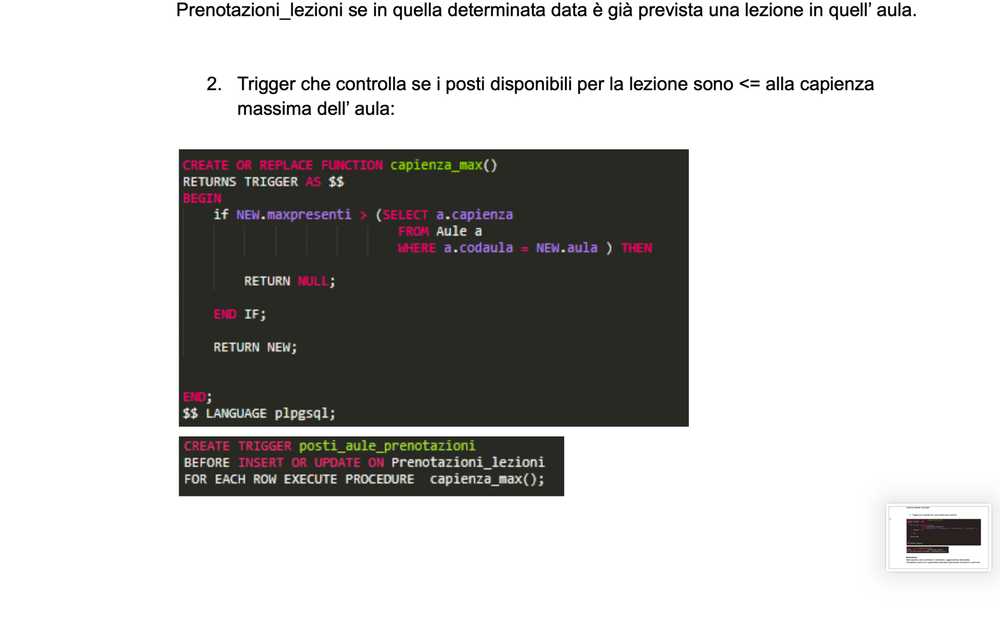 Prenotazioni_lezioni se in quella determinata data è già prevista una lezione in quell’ aula.
2. Trigger che controlla se i posti disponibili per la lezione sono <= alla capienza
massima dell’ aula:
CREATE OR REPLACE FUNCTION capienza_max()
RETURNS TRIGGER AS $$
BEGIN
if NEW.maxpresenti > (SELECT a.capienza
FROM Aule a
WHERE a.codaula = NEW.aula ) THEN
RETURN NULL;
END IF;
RETURN NEW;
END;
$$ LANGUAGE plpgsql;
CREATE TRIGGER posti_aule_prenotazioni
BEFORE INSERT OR UPDATE ON Prenotazioni_lezioni
FOR EACH ROW EXECUTE PROCEDURE capienza_max();